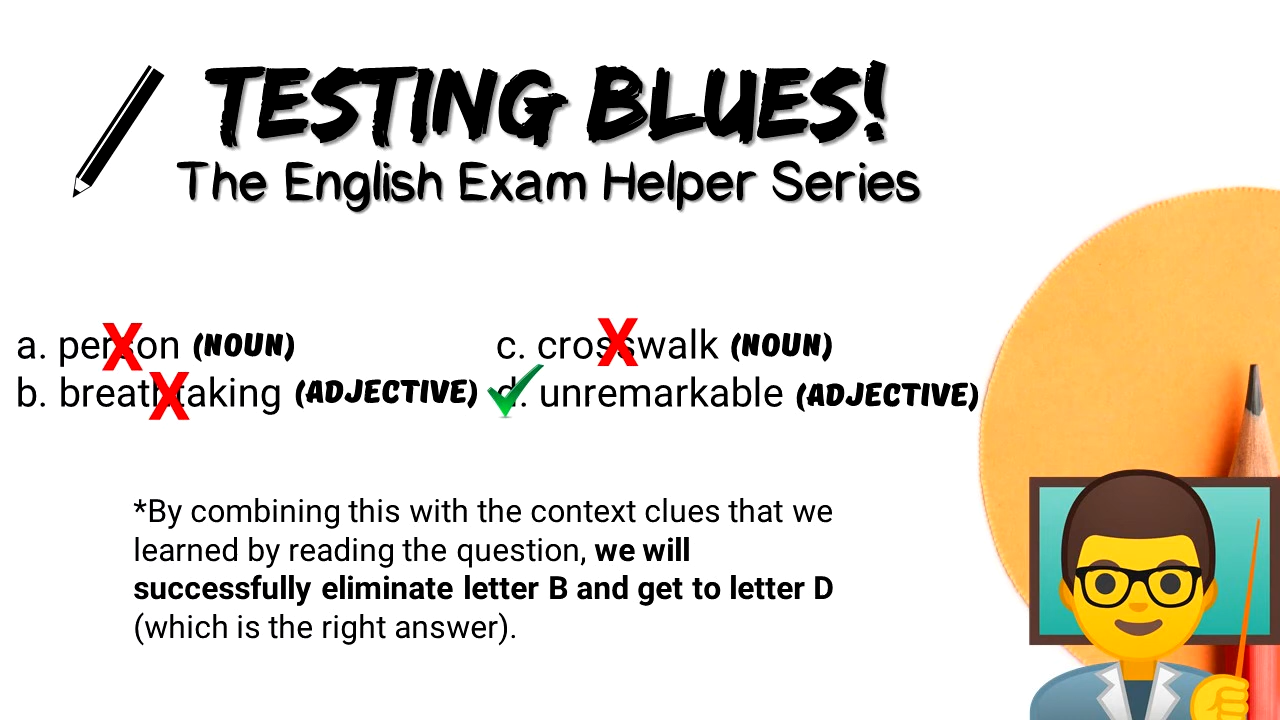 TESTING BLUES!
The English Exam Helper Series
a. person (NOUN)
b. breathtaking (ADJECTIVE)
c. crosswalk (NOUN)
d. unremarkable (ADJECTIVE)
*By combining this with the context clues that we
learned by reading the question, we will
successfully eliminate letter B and get to letter D
(which is the right answer).